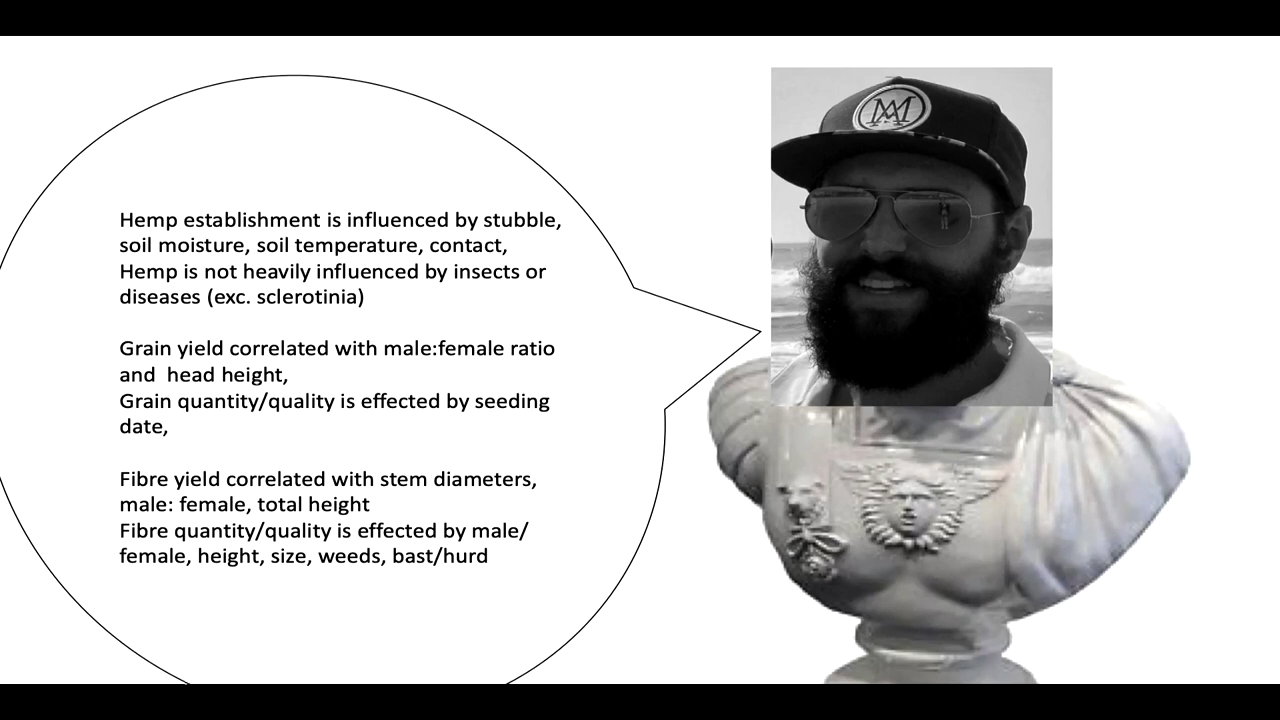 Hemp establishment is influenced by stubble,
soil moisture, soil temperature, contact,
Hemp is not heavily influenced by insects or
diseases (exc. sclerotinia)
Grain yield correlated with male:female ratio
and  head height,
Grain quantity/quality is effected by seeding
date,
Fibre yield correlated with stem diameters,
male: female, total height
Fibre quantity/quality is effected by male/
female, height, size, weeds, bast/hurd